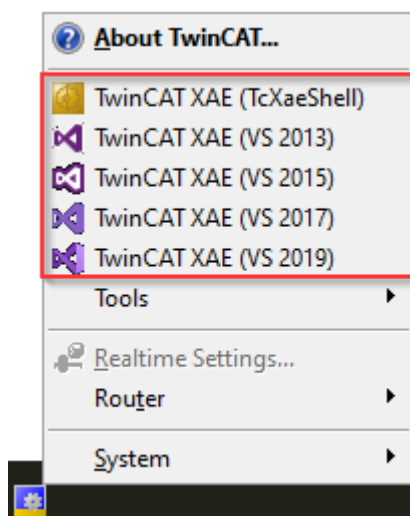 About TwinCAT...
TwinCAT XAE (TcXaeShell)
TwinCAT XAE (VS 2013)
TwinCAT XAE (VS 2015)
TwinCAT XAE (VS 2017)
TwinCAT XAE (VS 2019)
Tools
Realtime Settings...
Router
System